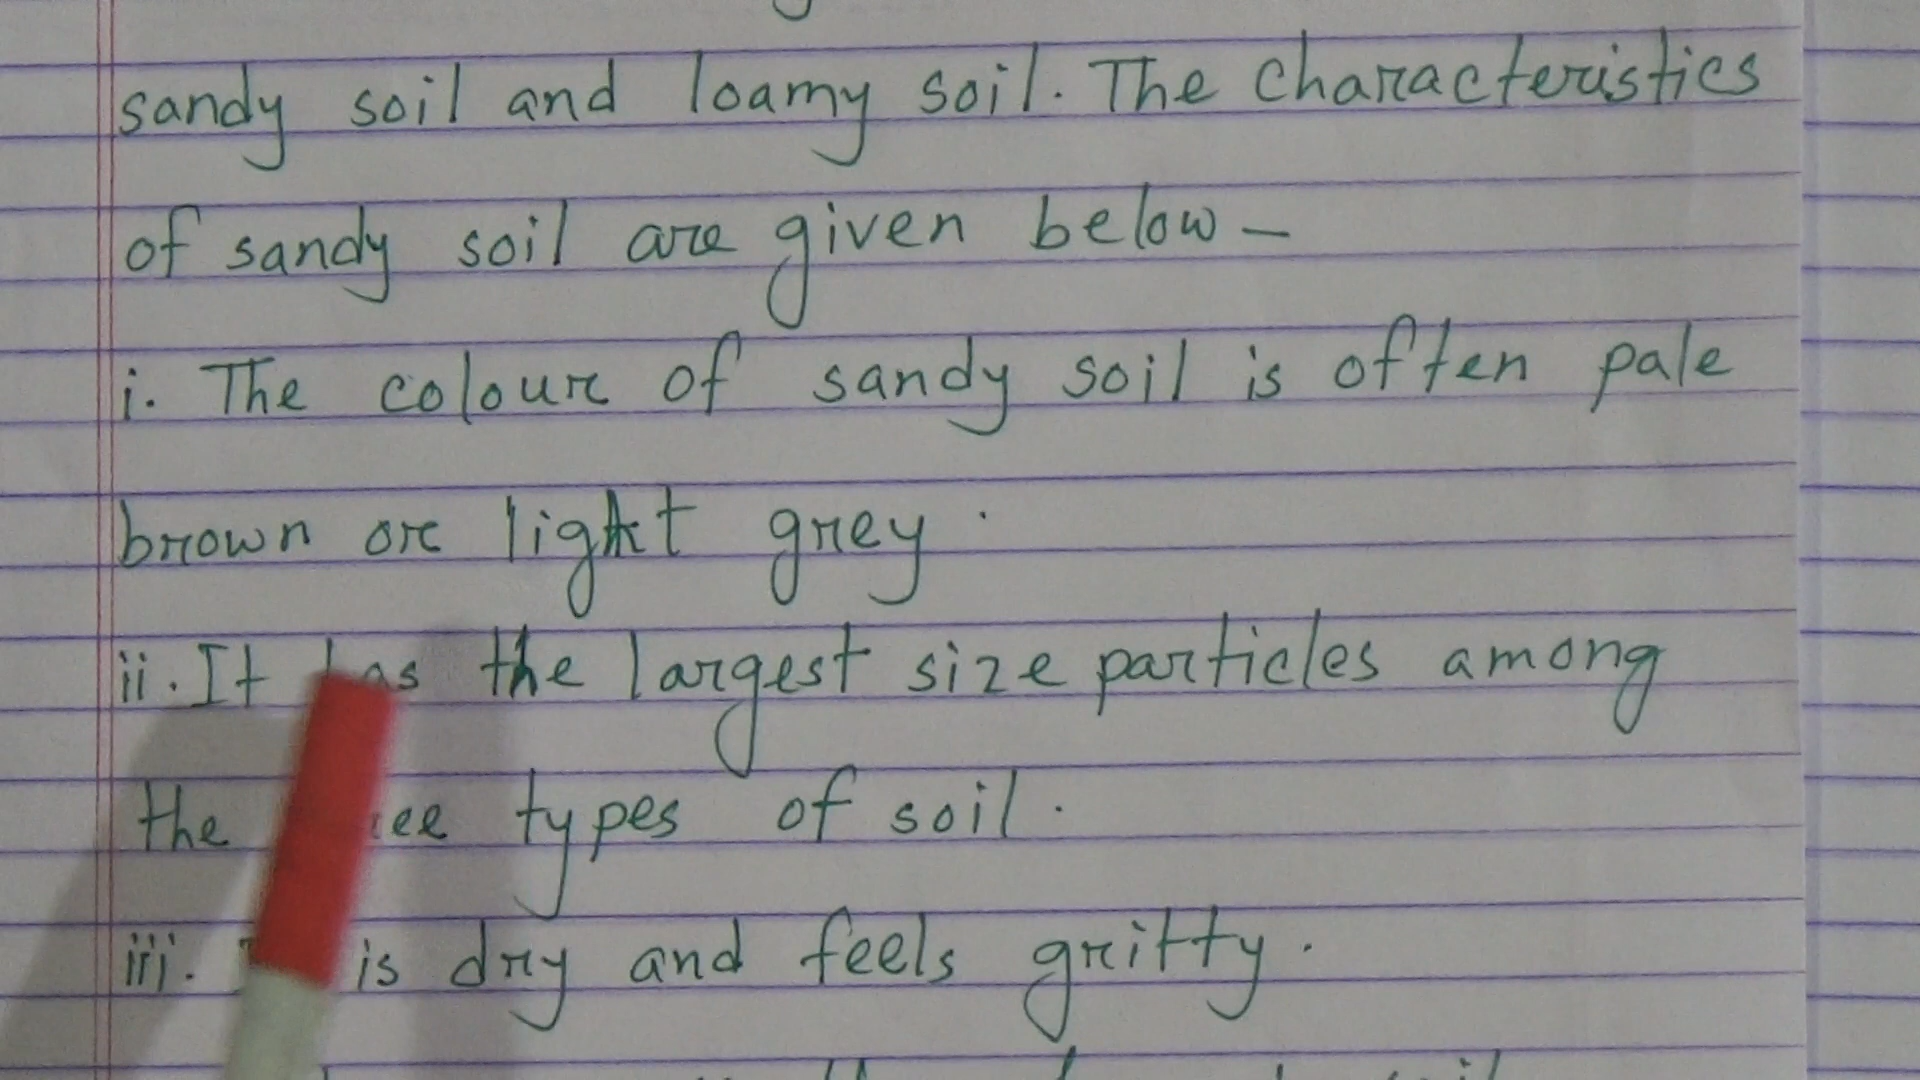 sandy soil and loamy soil. The characteristics
of sandy soil are given below –
i. The colour of sandy soil is often pale
brown or light grey.
ii. It has the largest size particles among
the types of soil.
iii. is dry and feels gritty.